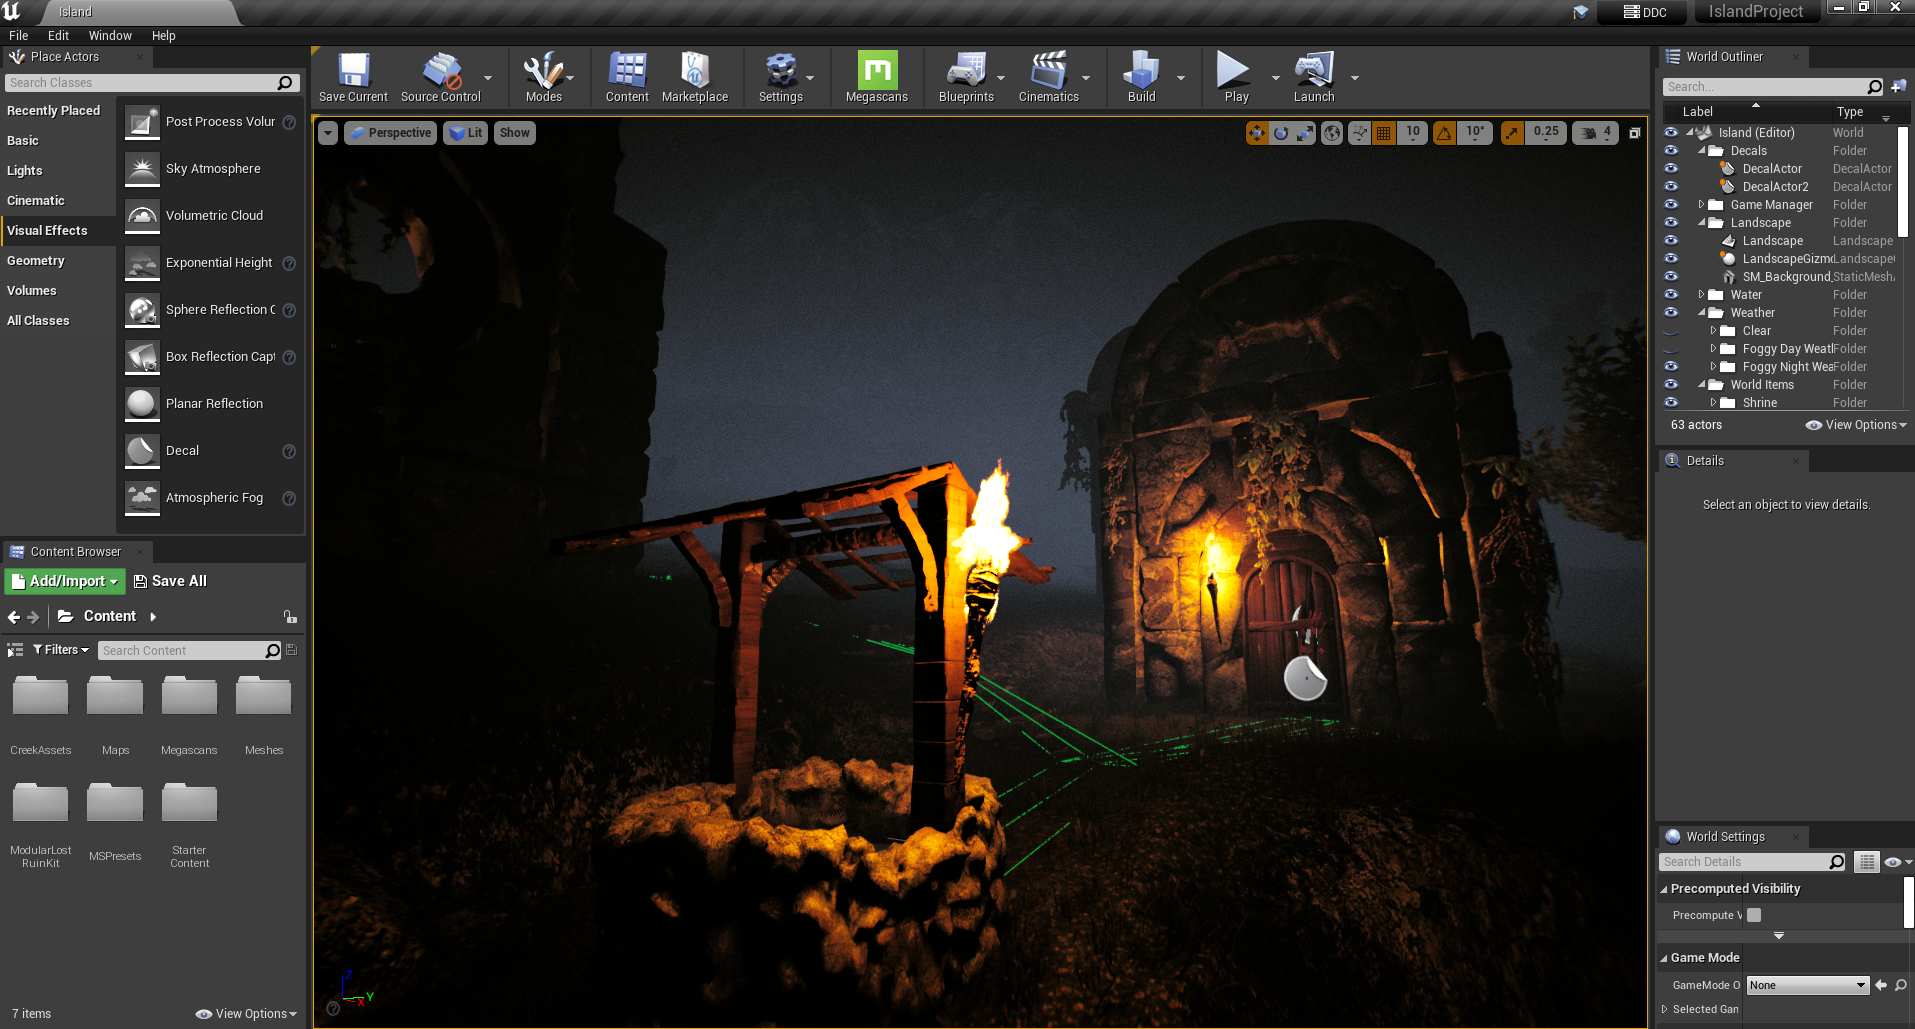 Island
DDC
IslandProject
File Edit Window Help
Place Actors
Search Classes
Recently Placed
Basic
Lights
Cinematic
Visual Effects
Geometry
Volumes
All Classes
Post Process Volur
Sky Atmosphere
Volumetric Cloud
Exponential Height
Sphere Reflection C
Box Reflection Capt
Planar Reflection
Decal
Atmospheric Fog
Content Browser
Add/Import Save All
Content
Filters Search Content
CreekAssets Maps Megascans Meshes
ModularLost
RuinKit
MSPresets
Starter
Content
7 items View Options
Save Current Source Control Modes Content Marketplace Settings Megascans Blueprints Cinematics Build Play Launch
Perspective Lit Show
10 10° 0.25 4
Z
Y
X
World Outliner
Search...
Label Type
Island (Editor) World
Decals Folder
DecalActor DecalActor
DecalActor2 DecalActor
Game Manager Folder
Landscape Folder
Landscape Landscape
LandscapeGizmo Landscape
SM_Background_ StaticMesh
Water Folder
Weather Folder
Clear Folder
Foggy Day Weatl Folder
Foggy Night Wea Folder
World Items Folder
Shrine Folder
63 actors View Options
Details
Select an object to view details.
World Settings
Search Details
Precomputed Visibility
Precompute V
Game Mode
GameMode O None
Selected Gam